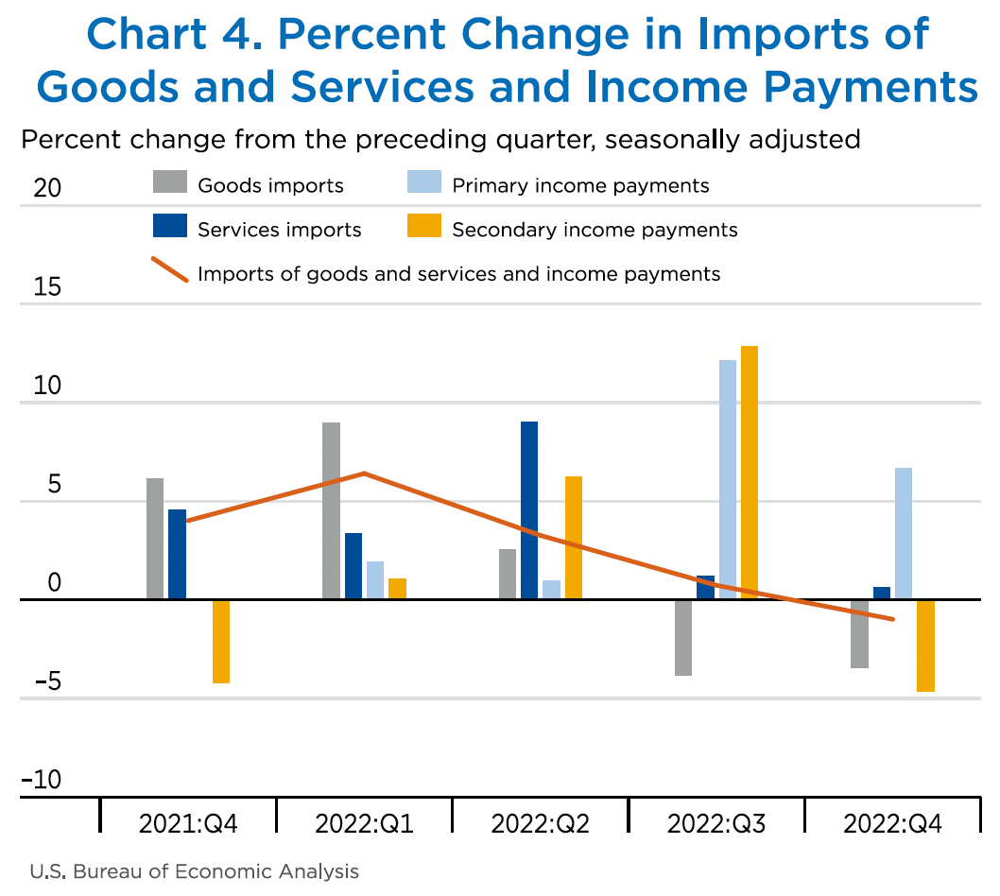 Chart 4. Percent Change in Imports of
Goods and Services and Income Payments
Percent change from the preceding quarter, seasonally adjusted
20
Goods imports
Primary income payments
Services imports
Secondary income payments
Imports of goods and services and income payments
15
10
5
0
–5
–10
2021:Q4
2022:Q1
2022:Q2
2022:Q3
2022:Q4
U.S. Bureau of Economic Analysis